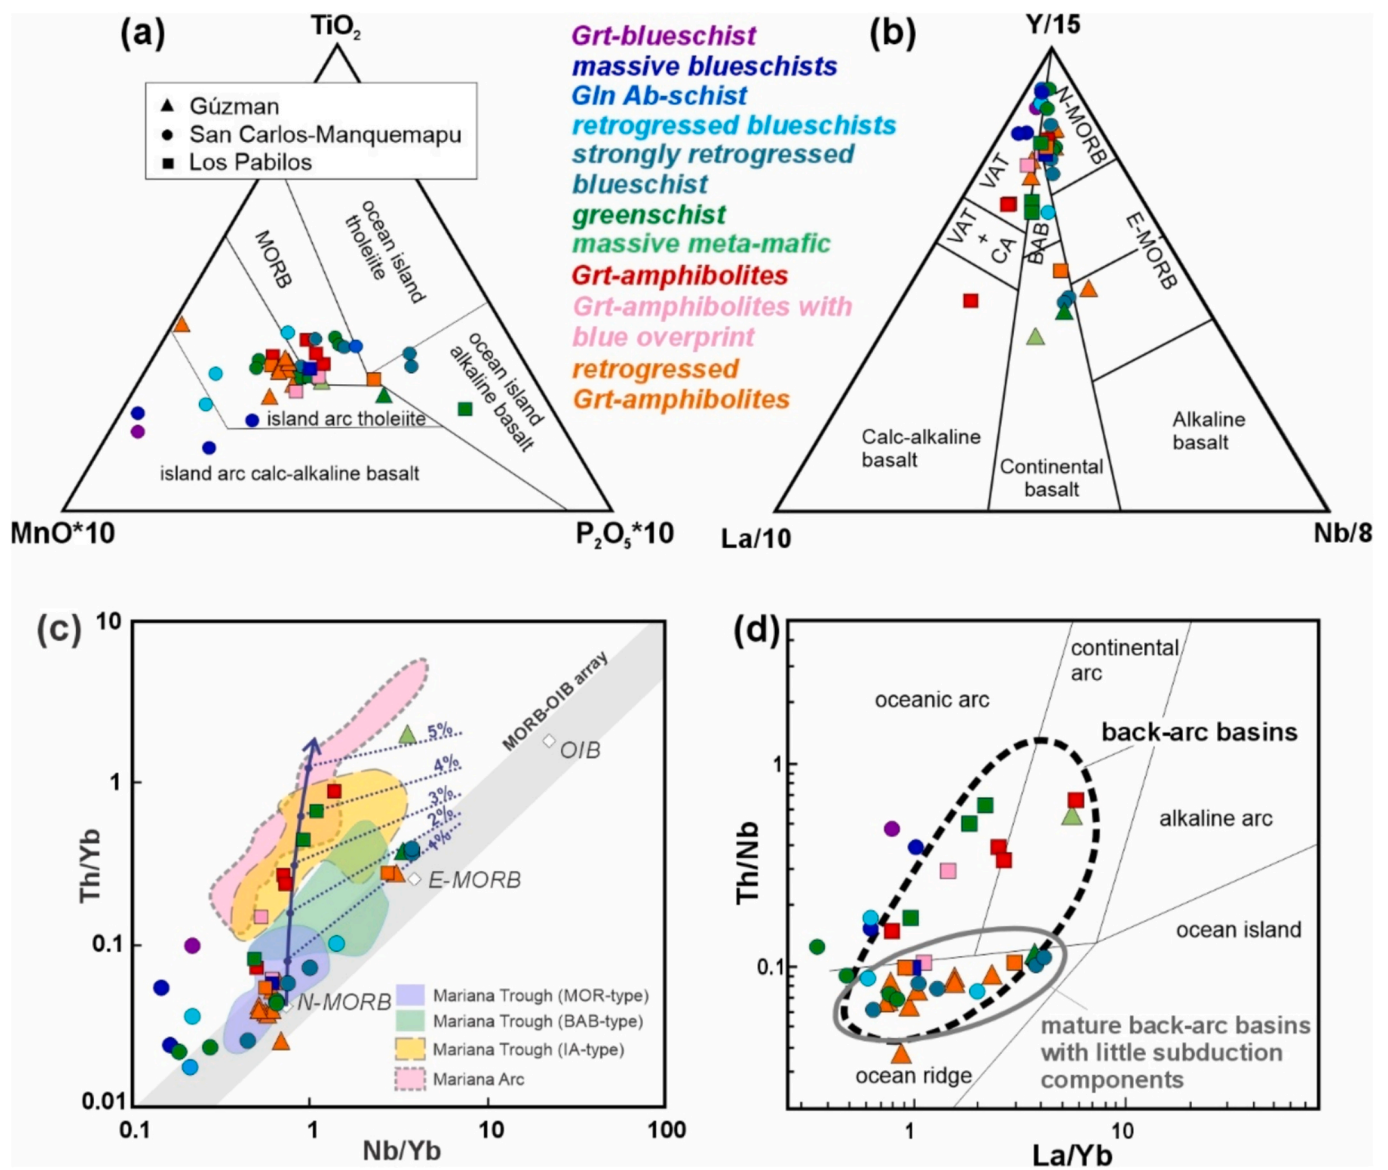 (a)
TiO₂
Gúzman
San Carlos-Manquemapu
Los Pabilos
MORB
ocean island
tholeiite
ocean island
alkaline basalt
island arc tholeiite
island arc calc-alkaline basalt
MnO*10
P₂O₅*10
Grt-blueschist
massive blueschists
Gln Ab-schist
retrogressed blueschists
strongly retrogressed
blueschist
greenschist
massive meta-mafic
Grt-amphibolites
Grt-amphibolites with
blue overprint
retrogressed
Grt-amphibolites
(b)
Y/15
N-MORB
VAT
VAT
+
CA
BAB
E-MORB
Calc-alkaline
basalt
Continental
basalt
Alkaline
basalt
La/10
Nb/8
(c)
10
1
0.1
0.01
Th/Yb
5%
4%
3%
2%
1%
MORB-OIB array
OIB
E-MORB
N-MORB
Mariana Trough (MOR-type)
Mariana Trough (BAB-type)
Mariana Trough (IA-type)
Mariana Arc
0.1
1
10
100
Nb/Yb
(d)
1
0.1
Th/Nb
oceanic arc
continental
arc
back-arc basins
alkaline arc
ocean island
mature back-arc basins
with little subduction
components
ocean ridge
1
10
La/Yb